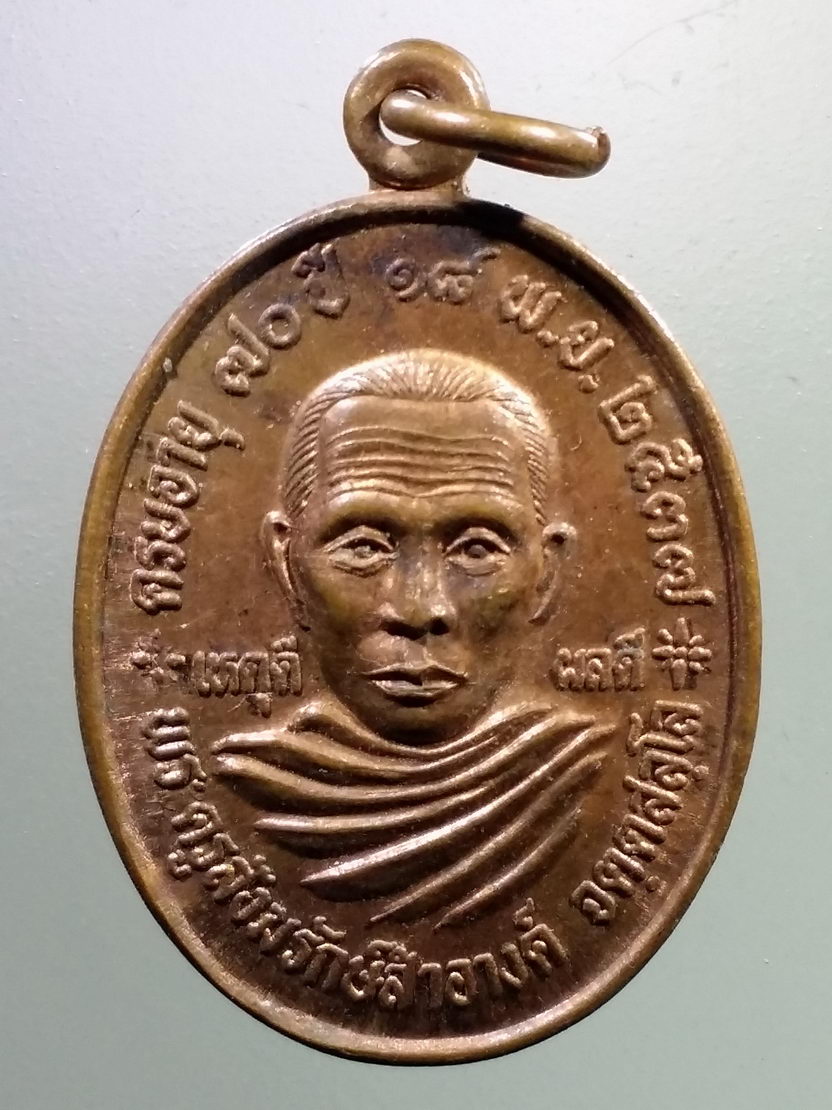 ครบอายุ ๗๐ ปี ๑๘ พ.ย. ๒๕๓๗
เหตุดี ผลดี
พระครูสังฆรักษ์สำอางค์ อตฺตสลฺโล